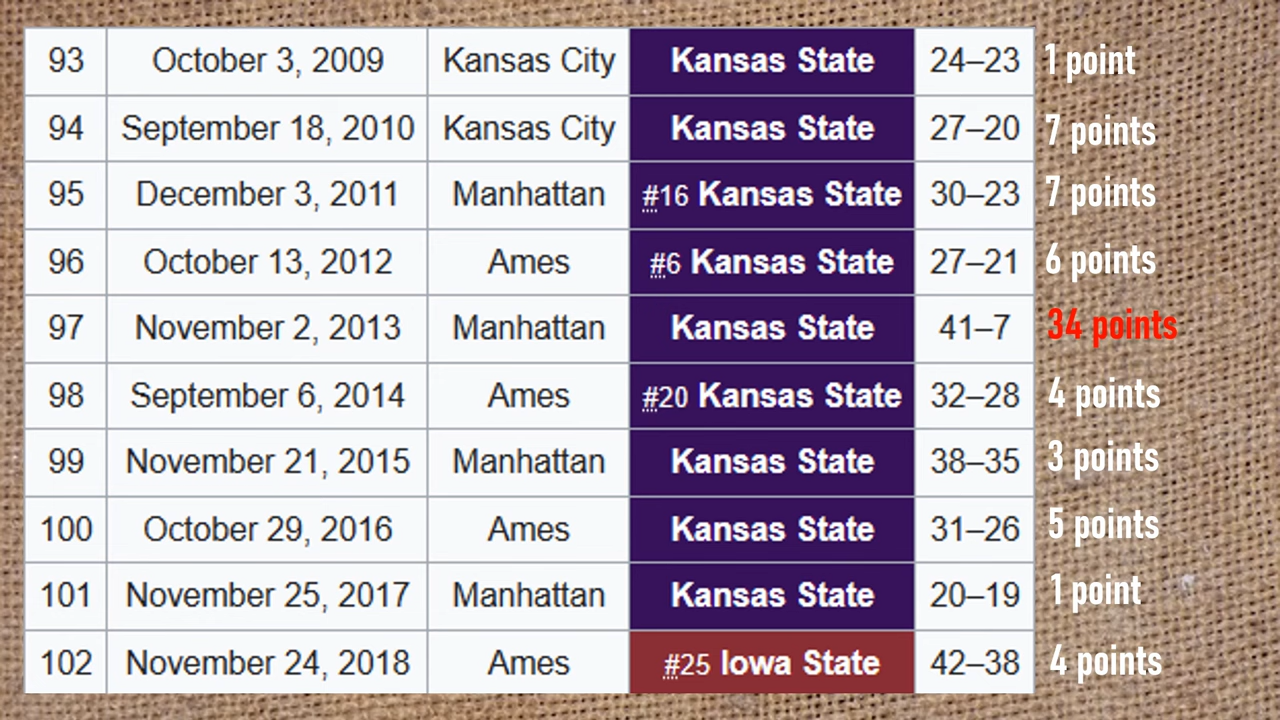 93 October 3, 2009 Kansas City Kansas State 24–23 1 point
94 September 18, 2010 Kansas City Kansas State 27–20 7 points
95 December 3, 2011 Manhattan #16 Kansas State 30–23 7 points
96 October 13, 2012 Ames #6 Kansas State 27–21 6 points
97 November 2, 2013 Manhattan Kansas State 41–7 34 points
98 September 6, 2014 Ames #20 Kansas State 32–28 4 points
99 November 21, 2015 Manhattan Kansas State 38–35 3 points
100 October 29, 2016 Ames Kansas State 31–26 5 points
101 November 25, 2017 Manhattan Kansas State 20–19 1 point
102 November 24, 2018 Ames #25 Iowa State 42–38 4 points